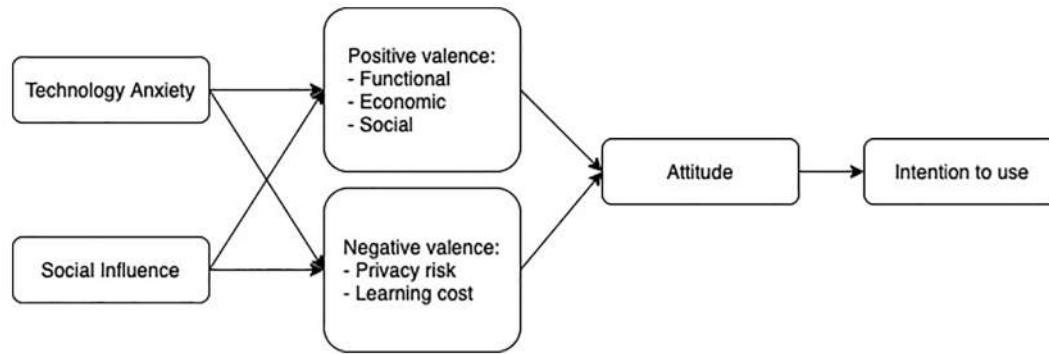 Technology Anxiety
Social Influence
Positive valence:
- Functional
- Economic
- Social
Negative valence:
- Privacy risk
- Learning cost
Attitude
Intention to use